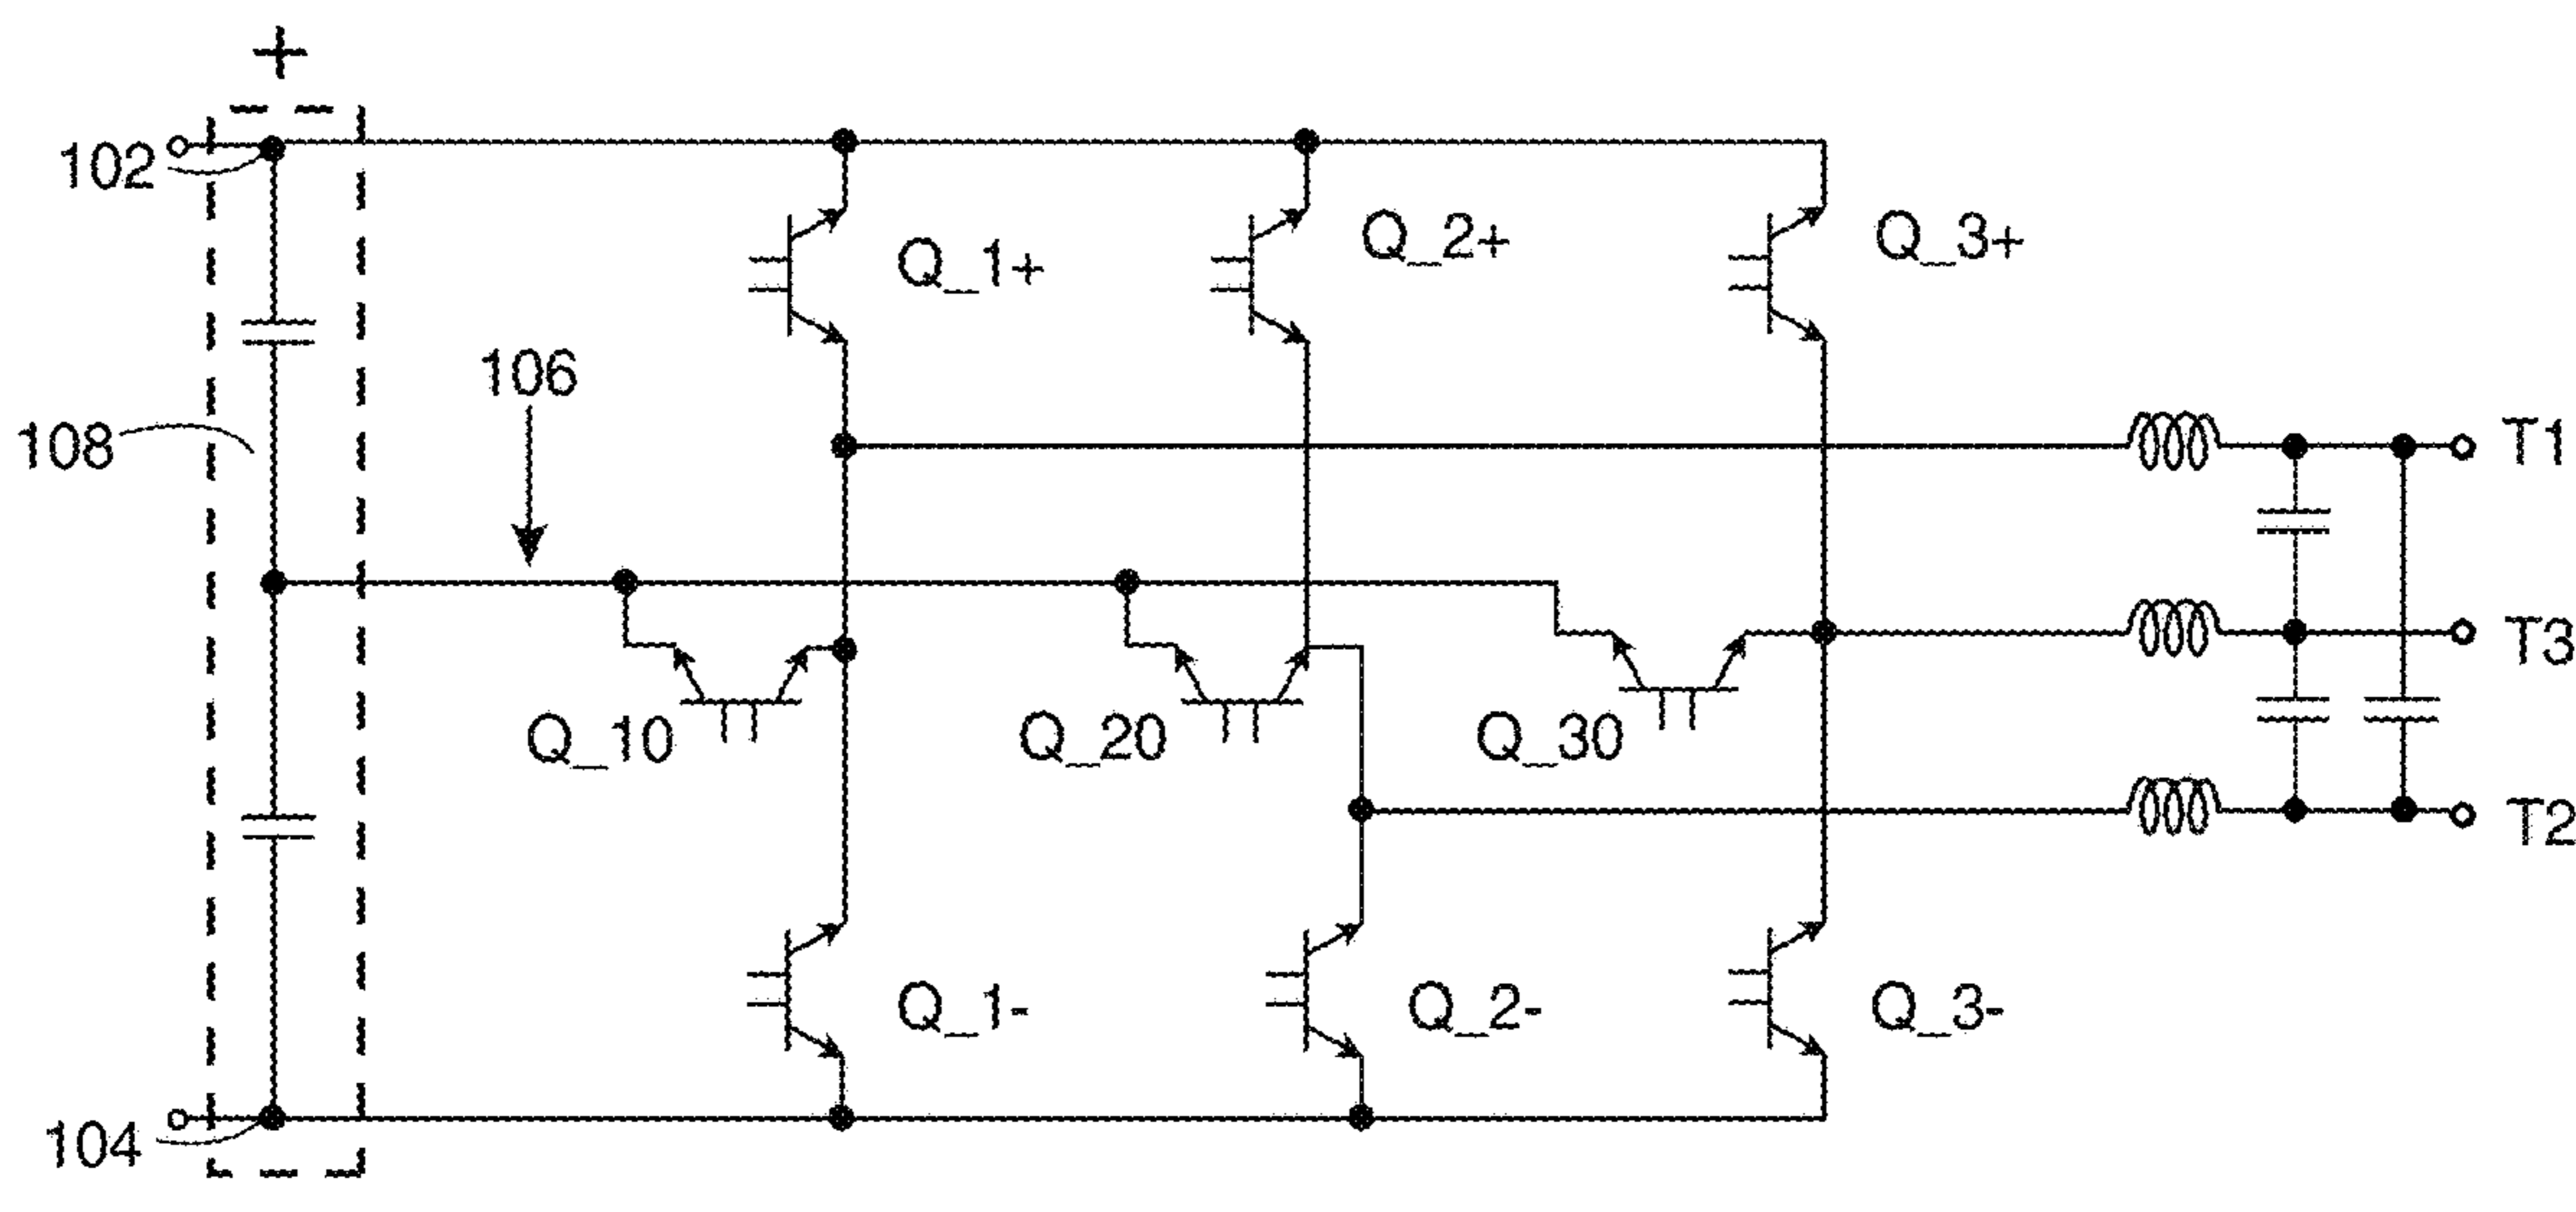 +
102
Q_1+
Q_2+
Q_3+
106
108
T1
T3
Q_10
Q_20
Q_30
T2
Q_1-
Q_2-
Q_3-
104